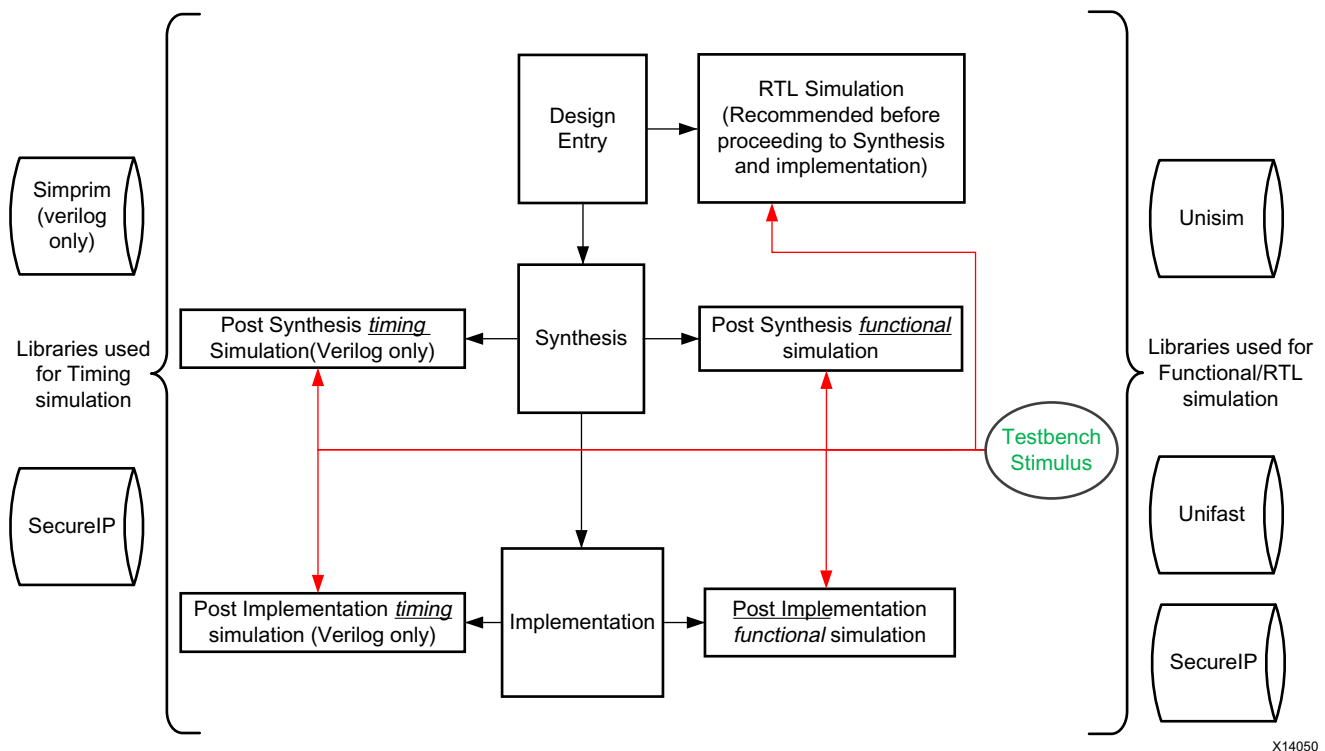 Design
Entry
RTL Simulation
(Recommended before
proceeding to Synthesis
and implementation)
Simprim
(verilog
only)
Unisim
Post Synthesis timing
Simulation(Verilog only)
Synthesis
Post Synthesis functional
simulation
Libraries used
for Timing
simulation
Libraries used for
Functional/RTL
simulation
Testbench
Stimulus
SecureIP
Unifast
Post Implementation timing
simulation (Verilog only)
Implementation
Post Implementation
functional simulation
SecureIP
X14050